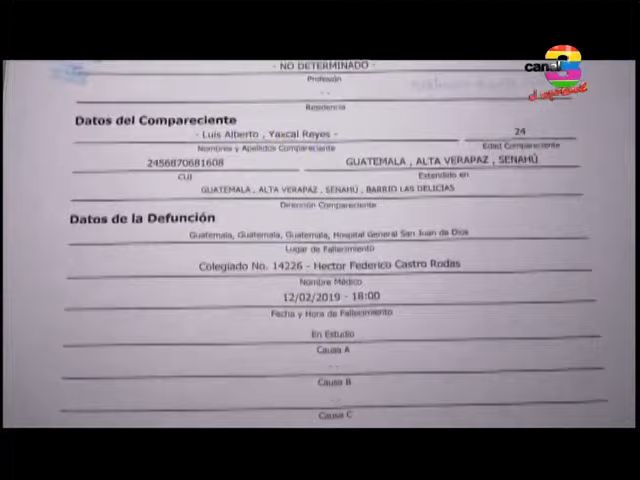 canal 3
- NO DETERMINADO -
Profesión
- -
Residencia
Datos del Compareciente
- Luis Alberto , Yaxcal Reyes - 24
Nombres y Apellidos Compareciente Edad Compareciente
2456870681608 GUATEMALA , ALTA VERAPAZ , SENAHÚ
CUI Extendido en
GUATEMALA , ALTA VERAPAZ , SENAHÚ , BARRIO LAS DELICIAS
Dirección Compareciente
Datos de la Defunción
Guatemala, Guatemala, Guatemala, Hospital General San Juan de Dios
Lugar de Fallecimiento
Colegiado No. 14226 - Hector Federico Castro Rodas
Nombre Médico
12/02/2019 - 18:00
Fecha y Hora de Fallecimiento
En Estudio
Causa A
- -
Causa B
- -
Causa C